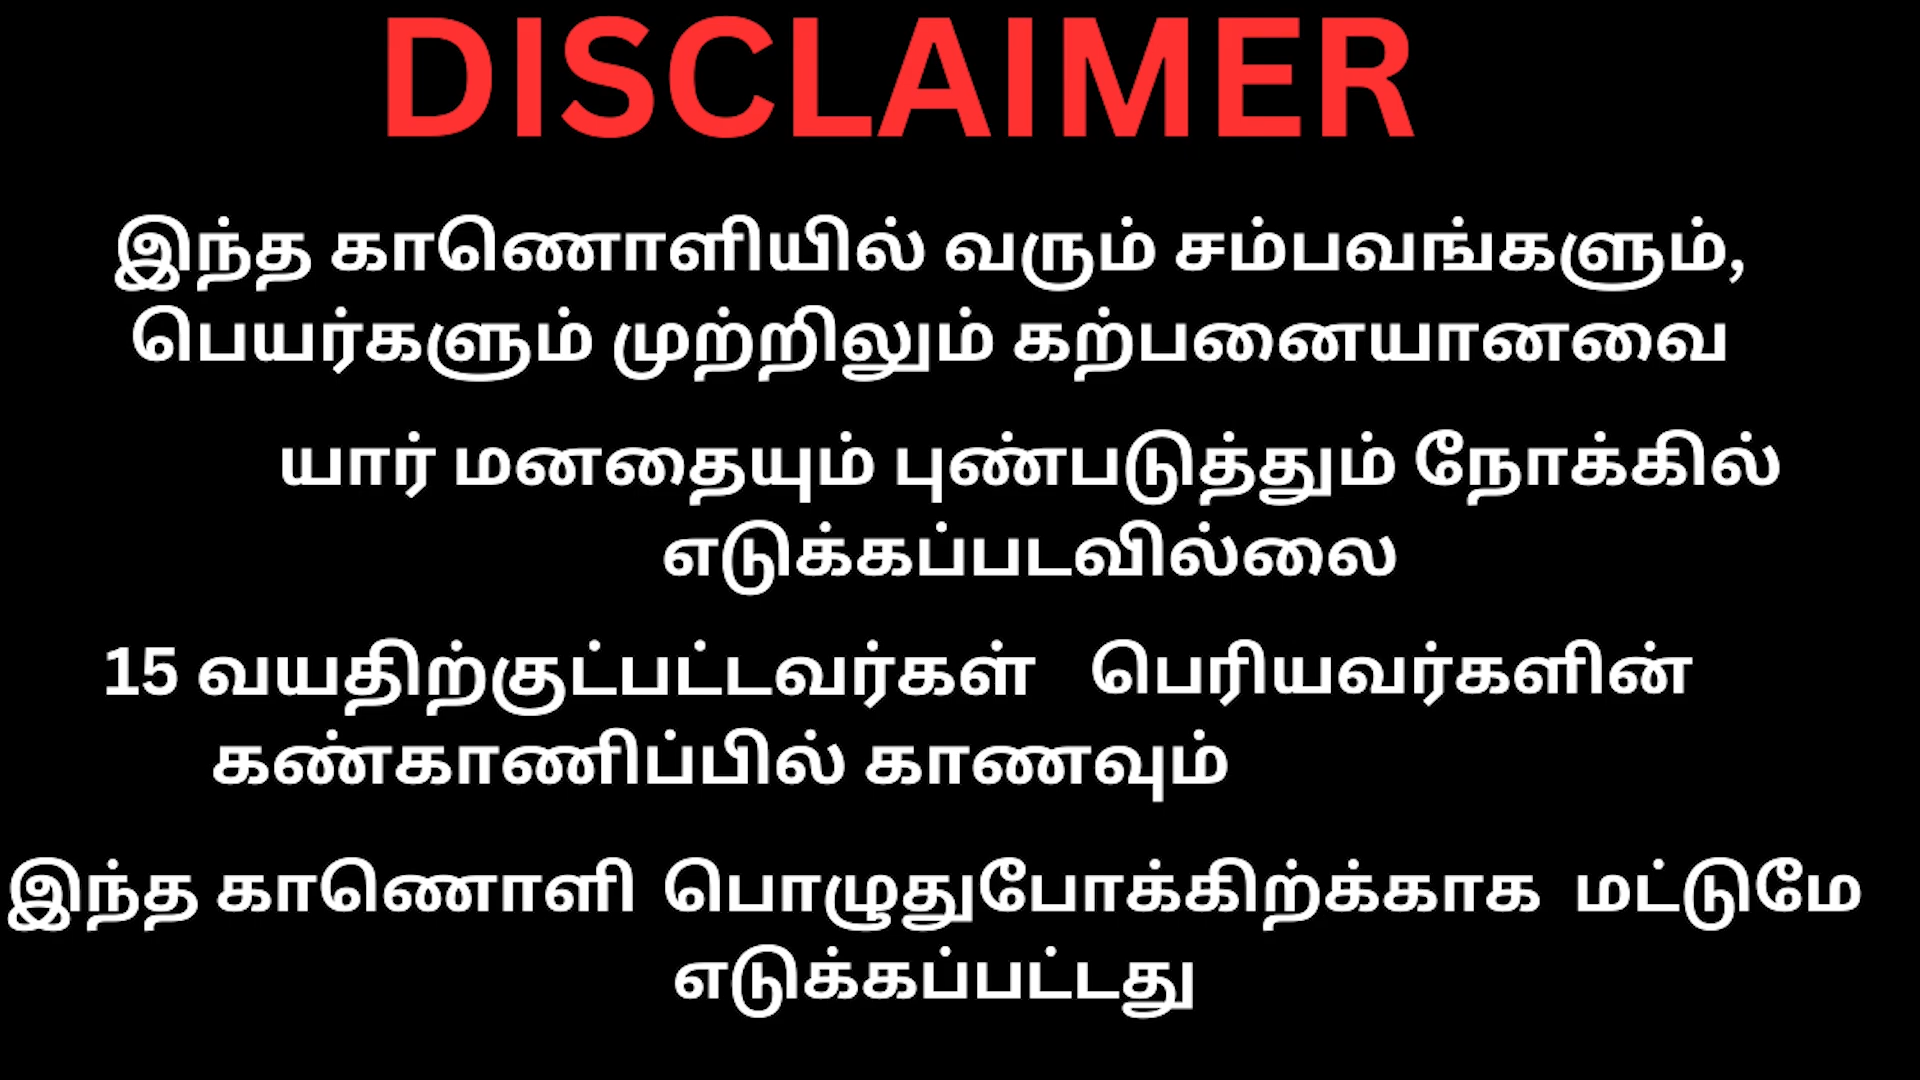 DISCLAIMER
இந்த காணொளியில் வரும் சம்பவங்களும்,
பெயர்களும் முற்றிலும் கற்பனையானவை
யார் மனதையும் புண்படுத்தும் நோக்கில்
எடுக்கப்படவில்லை
15 வயதிற்குட்பட்டவர்கள் பெரியவர்களின்
கண்காணிப்பில் காணவும்
இந்த காணொளி பொழுதுபோக்கிற்க்காக மட்டுமே
எடுக்கப்பட்டது